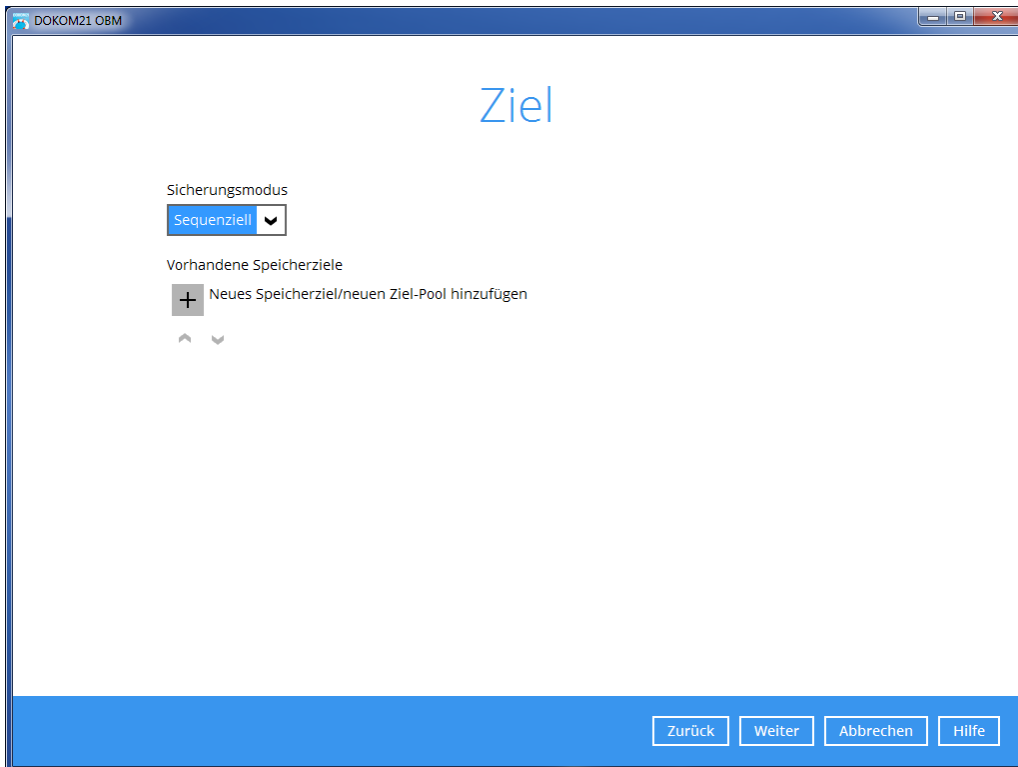 DOKOM21 OBM
Ziel
Sicherungsmodus
Sequenziell
Vorhandene Speicherziele
Neues Speicherziel/neuen Ziel-Pool hinzufügen
Zurück Weiter Abbrechen Hilfe